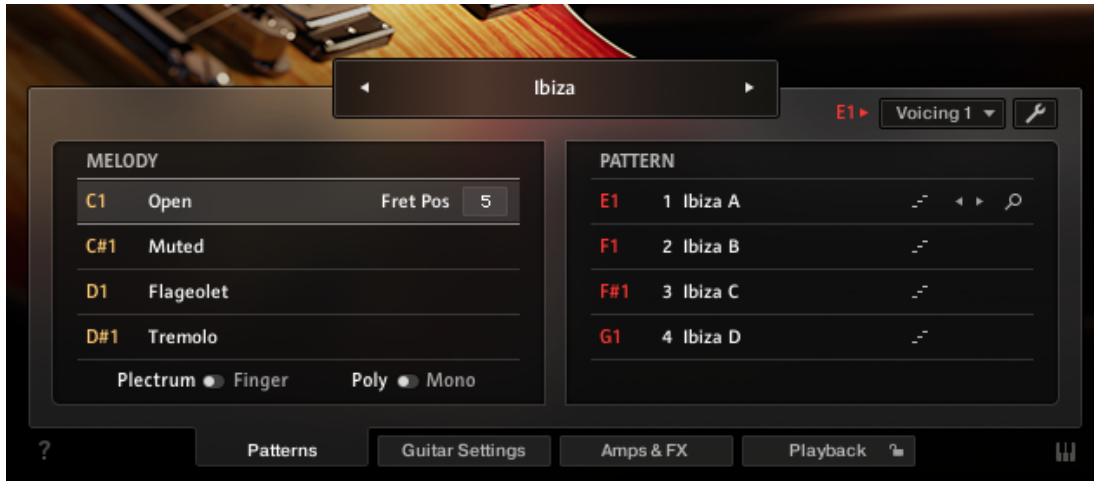 Ibiza
E1 Voicing 1
MELODY
C1 Open Fret Pos 5
C#1 Muted
D1 Flageolet
D#1 Tremolo
Plectrum Finger Poly Mono
PATTERN
E1 1 Ibiza A
F1 2 Ibiza B
F#1 3 Ibiza C
G1 4 Ibiza D
? Patterns Guitar Settings Amps & FX Playback